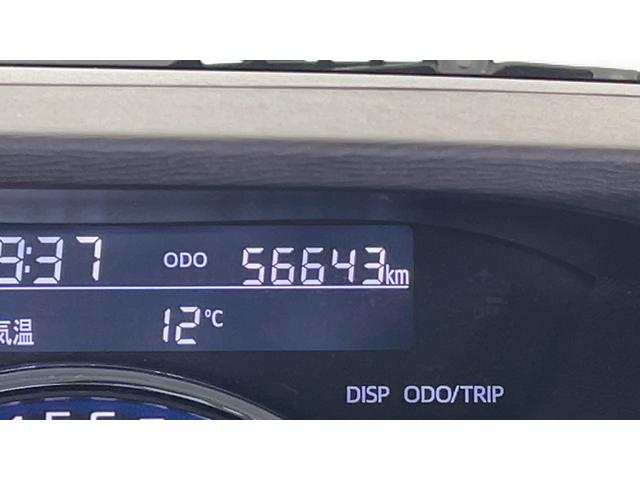 9:37 ODO 56643km
気温 12℃
DISP ODO/TRIP